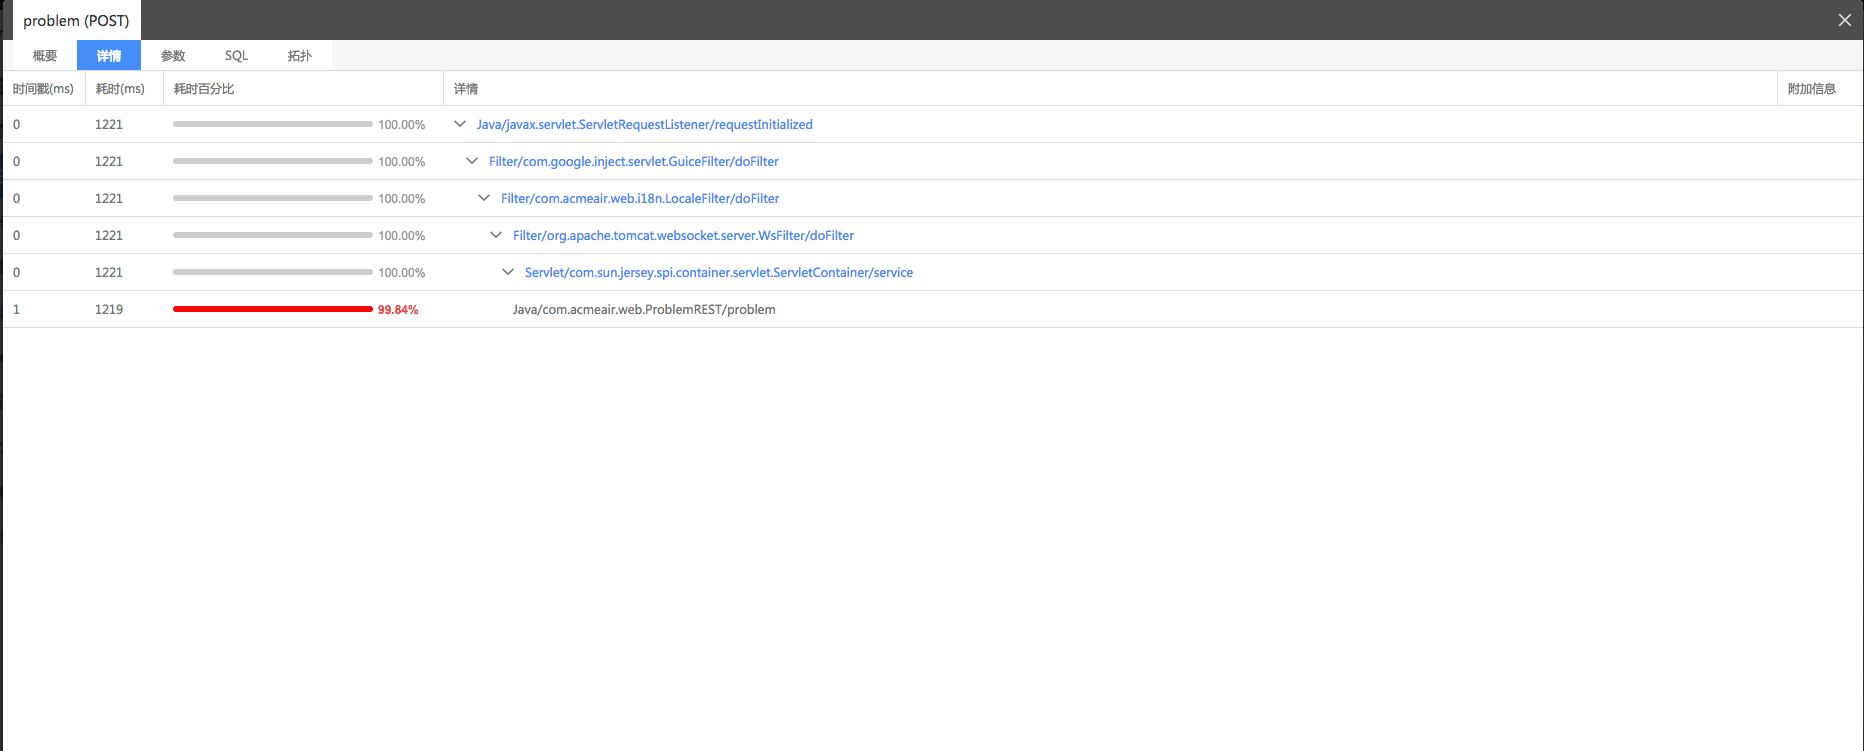 problem (POST)
概要 详情 参数 SQL 拓扑
时间戳(ms) 耗时(ms) 耗时百分比 详情 附加信息
0 1221 100.00% Java/javax.servlet.ServletRequestListener/requestInitialized
0 1221 100.00% Filter/com.google.inject.servlet.GuiceFilter/doFilter
0 1221 100.00% Filter/com.acmeair.web.i18n.LocaleFilter/doFilter
0 1221 100.00% Filter/org.apache.tomcat.websocket.server.WsFilter/doFilter
0 1221 100.00% Servlet/com.sun.jersey.spi.container.servlet.ServletContainer/service
1 1219 99.84% Java/com.acmeair.web.ProblemREST/problem